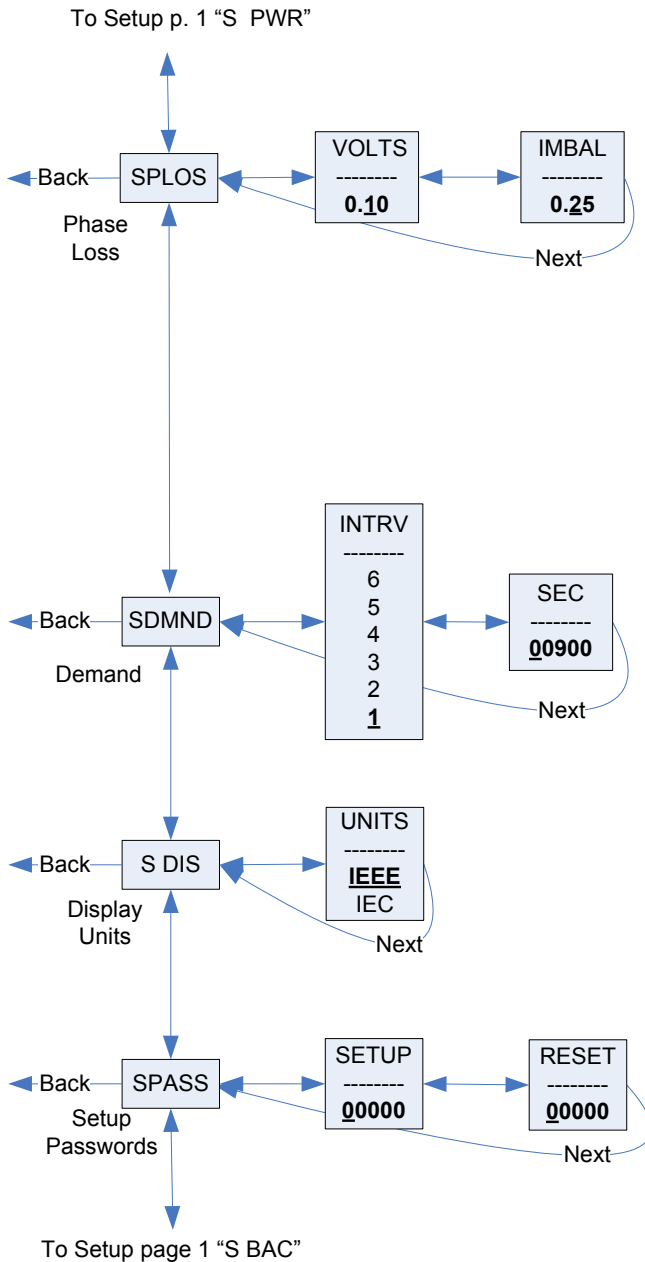 To Setup p. 1 “S PWR”
VOLTS
--------
0.10
IMBAL
--------
0.25
Back
SPLOS
Phase
Loss
Next
INTRV
--------
6
5
4
3
2
1
SEC
--------
00900
Back
SDMND
Demand
Next
UNITS
--------
IEEE
IEC
Back
S DIS
Display
Units
Next
SETUP
--------
00000
RESET
--------
00000
Back
SPASS
Setup
Passwords
Next
To Setup page 1 “S BAC”